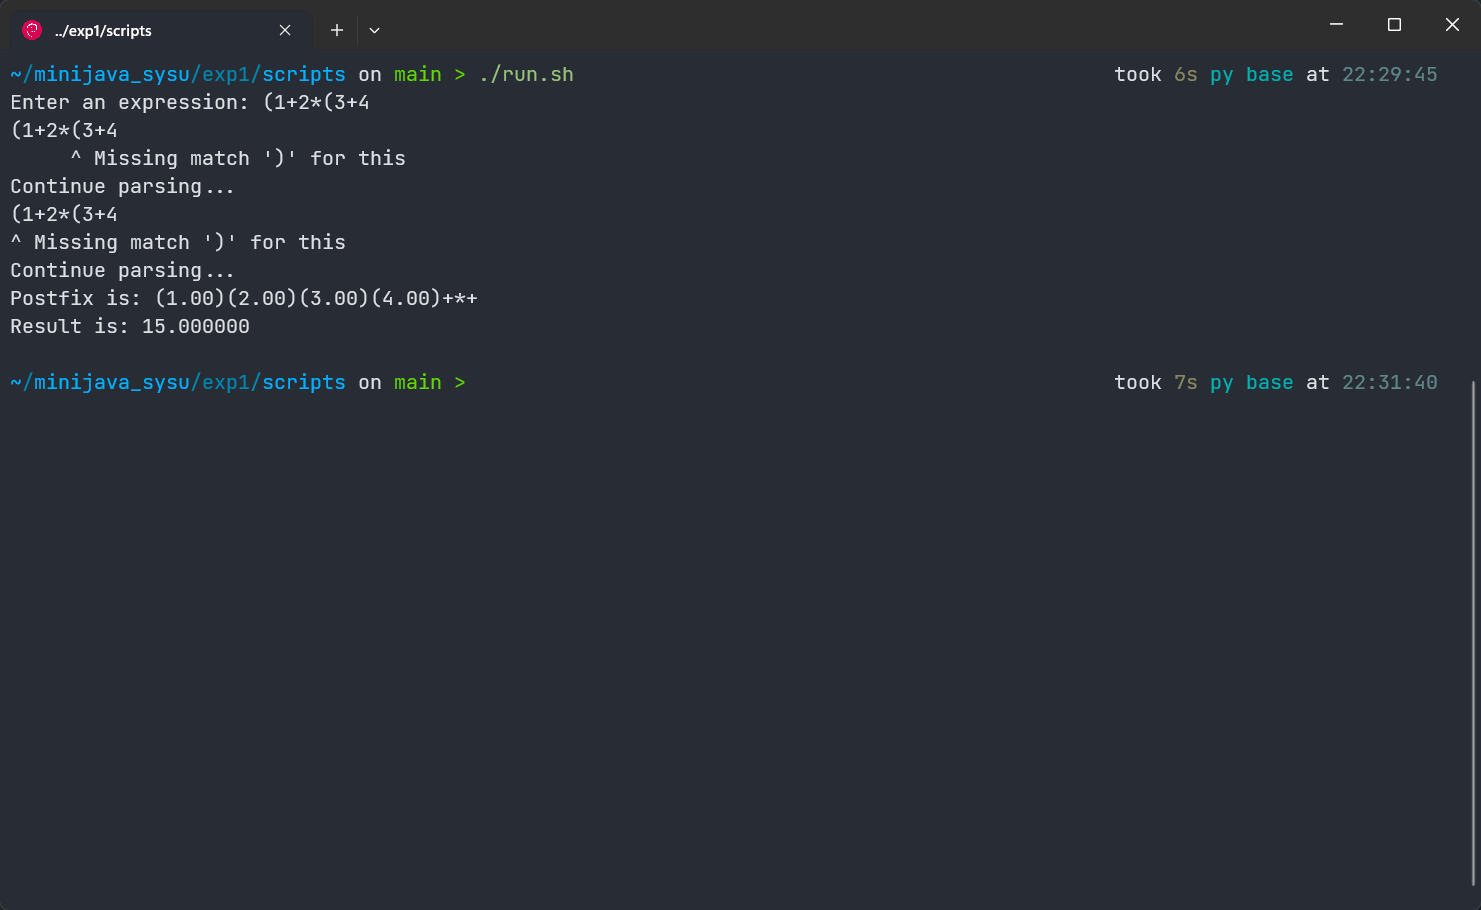 ../exp1/scripts
~/minijava_sysu/exp1/scripts on main > ./run.sh took 6s py base at 22:29:45
Enter an expression: (1+2*(3+4
(1+2*(3+4
     ^ Missing match ')' for this
Continue parsing...
(1+2*(3+4
^ Missing match ')' for this
Continue parsing...
Postfix is: (1.00)(2.00)(3.00)(4.00)+*+
Result is: 15.000000
~/minijava_sysu/exp1/scripts on main > took 7s py base at 22:31:40